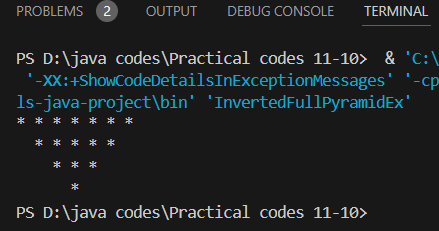 PROBLEMS 2 OUTPUT DEBUG CONSOLE TERMINAL
PS D:\java codes\Practical codes 11-10> & 'C:\
'-XX:+ShowCodeDetailsInExceptionMessages' '-cp
ls-java-project\bin' 'InvertedFullPyramidEx'
* * * * * * *
  * * * * *
    * * *
      *
PS D:\java codes\Practical codes 11-10>